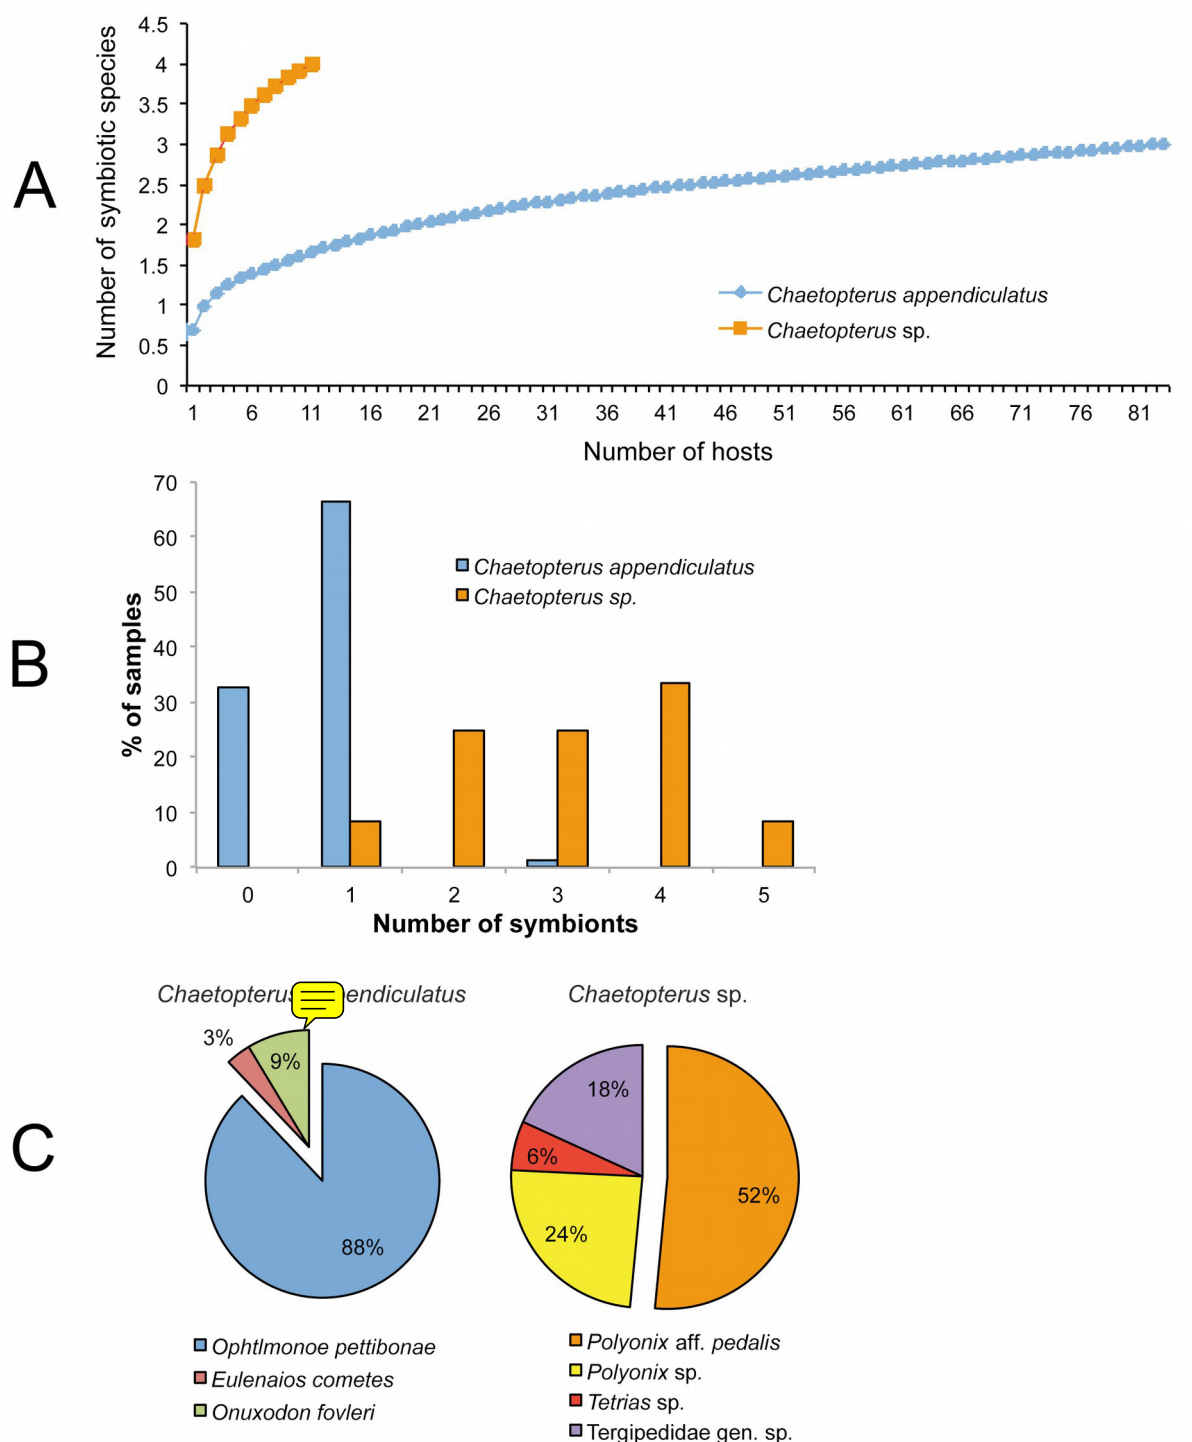 A
Number of symbiotic species
4.5
4
3.5
3
2.5
2
1.5
1
0.5
0
Chaetopterus appendiculatus
Chaetopterus sp.
1 6 11 16 21 26 31 36 41 46 51 56 61 66 71 76 81
Number of hosts
B
% of samples
70
60
50
40
30
20
10
0
Chaetopterus appendiculatus
Chaetopterus sp.
0 1 2 3 4 5
Number of symbionts
C
Chaetopterus endiculatus
3%
9%
88%
Ophtlmonoe pettibonae
Eulenaios cometes
Onuxodon fovleri
Chaetopterus sp.
18%
6%
24%
52%
Polyonix aff. pedalis
Polyonix sp.
Tetrias sp.
Tergipedidae gen. sp.